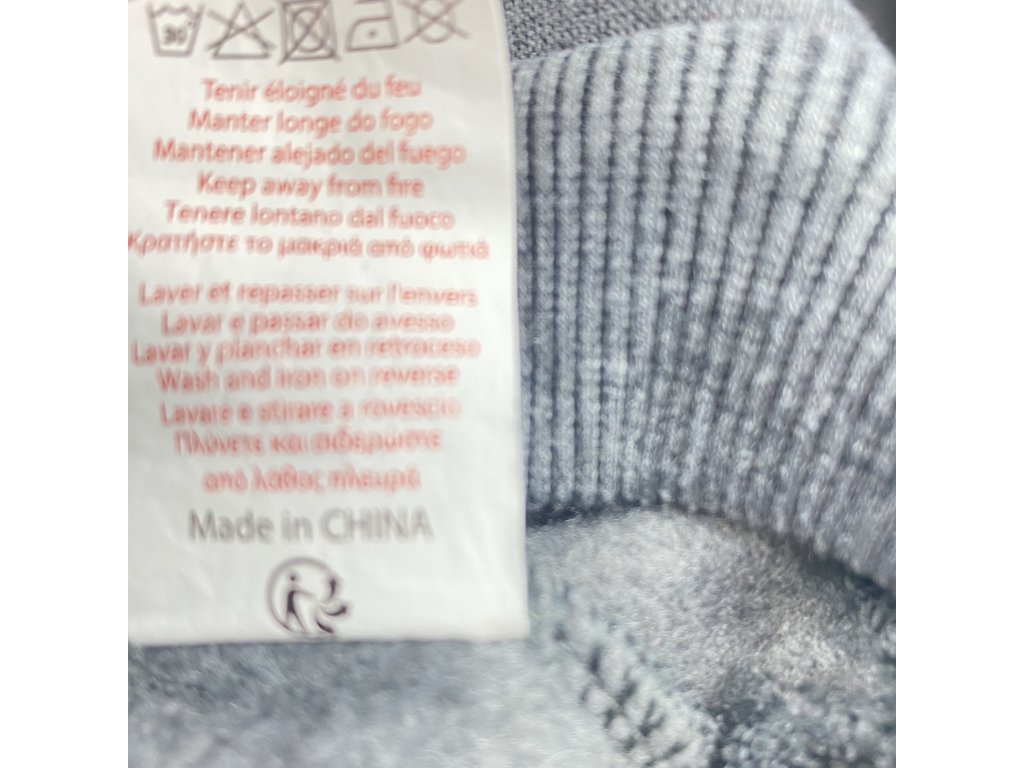 30
Tenir éloigné du feu
Manter longe do fogo
Mantener alejado del fuego
Keep away from fire
Tenere lontano dal fuoco
Κρατήστε το μακριά από φωτιά
Laver et repasser sur l'envers
Lavar e passar do avesso
Lavar y planchar en retroceso
Wash and iron on reverse
Lavare e stirare a rovescio
Πλύνετε και σιδερώστε
από λάθος πλευρά
Made in CHINA